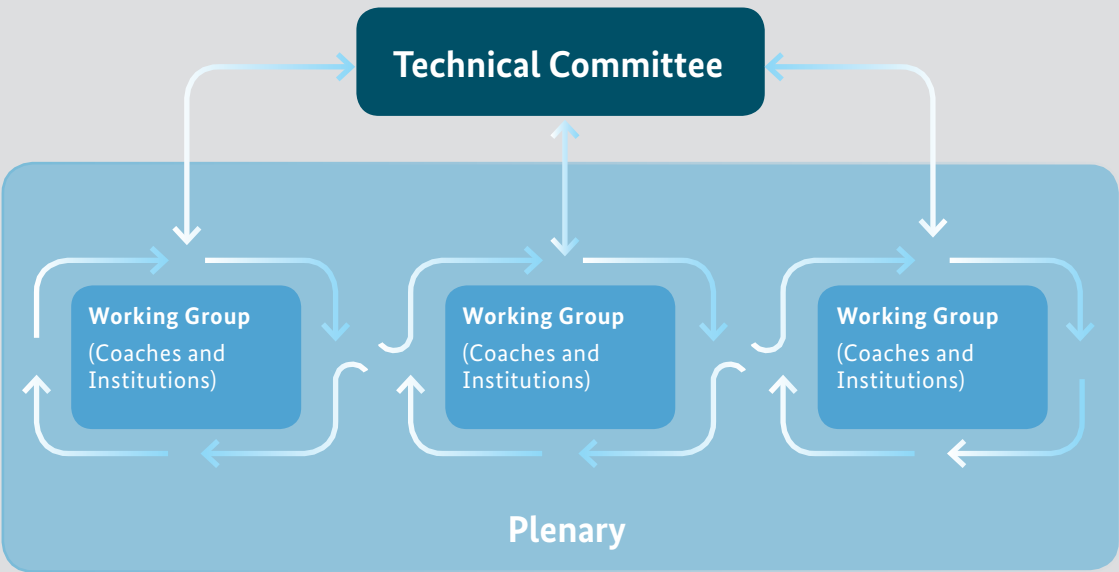 Technical Committee
Working Group
(Coaches and
Institutions)
Working Group
(Coaches and
Institutions)
Working Group
(Coaches and
Institutions)
Plenary